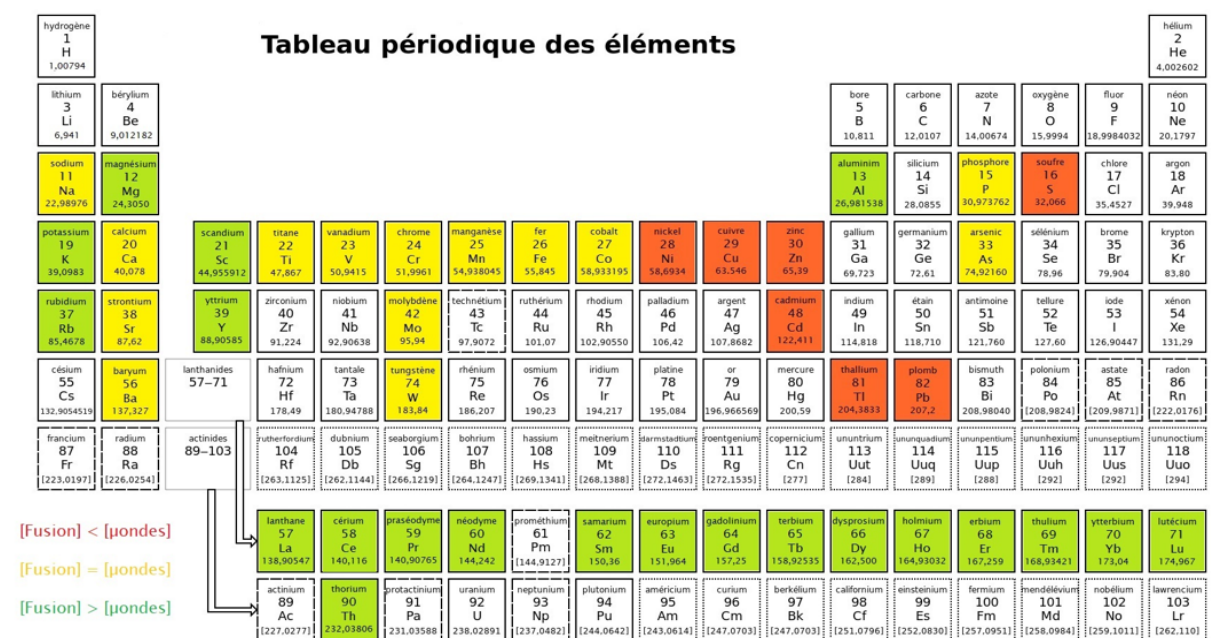 Tableau périodique des éléments
hydrogène
1
H
1,00794
hélium
2
He
4,002602
lithium
3
Li
6,941
bérylium
4
Be
9,012182
bore
5
B
10,811
carbone
6
C
12,0107
azote
7
N
14,00674
oxygène
8
O
15,9994
fluor
9
F
18,9984032
néon
10
Ne
20,1797
sodium
11
Na
22,98976
magnésium
12
Mg
24,3050
aluminim
13
Al
26,981538
silicium
14
Si
28,0855
phosphore
15
P
30,973762
soufre
16
S
32,066
chlore
17
Cl
35,4527
argon
18
Ar
39,948
potassium
19
K
39,0983
calcium
20
Ca
40,078
scandium
21
Sc
44,955912
titane
22
Ti
47,867
vanadium
23
V
50,9415
chrome
24
Cr
51,9961
manganèse
25
Mn
54,938045
fer
26
Fe
55,845
cobalt
27
Co
58,933195
nickel
28
Ni
58,6934
cuivre
29
Cu
63,546
zinc
30
Zn
65,39
gallium
31
Ga
69,723
germanium
32
Ge
72,61
arsenic
33
As
74,92160
sélénium
34
Se
78,96
brome
35
Br
79,904
krypton
36
Kr
83,80
rubidium
37
Rb
85,4678
strontium
38
Sr
87,62
yttrium
39
Y
88,90585
zirconium
40
Zr
91,224
niobium
41
Nb
92,90638
molybdène
42
Mo
95,94
technétium
43
Tc
97,9072
ruthérium
44
Ru
101,07
rhodium
45
Rh
102,90550
palladium
46
Pd
106,42
argent
47
Ag
107,8682
cadmium
48
Cd
122,411
indium
49
In
114,818
étain
50
Sn
118,710
antimoine
51
Sb
121,760
tellure
52
Te
127,60
iode
53
I
126,90447
xénon
54
Xe
131,29
césium
55
Cs
132,9054519
baryum
56
Ba
137,327
lanthanides
57-71
hafnium
72
Hf
178,49
tantale
73
Ta
180,94788
tungstène
74
W
183,84
rhénium
75
Re
186,207
osmium
76
Os
190,23
iridium
77
Ir
194,217
platine
78
Pt
195,084
or
79
Au
196,966569
mercure
80
Hg
200,59
thallium
81
Tl
204,3833
plomb
82
Pb
207,2
bismuth
83
Bi
208,98040
polonium
84
Po
[208,9824]
astate
85
At
[209,9871]
radon
86
Rn
[222,0176]
francium
87
Fr
[223,0197]
radium
88
Ra
[226,0254]
actinides
89-103
rutherfordium
104
Rf
[263,1125]
dubnium
105
Db
[262,1144]
seaborgium
106
Sg
[266,1219]
bohrium
107
Bh
[264,1247]
hassium
108
Hs
[269,1341]
meitnerium
109
Mt
[268,1388]
darmstadtium
110
Ds
[272,1463]
roentgenium
111
Rg
[272,1535]
copernicium
112
Cn
[277]
ununtrium
113
Uut
[284]
ununquadium
114
Uuq
[289]
ununpentium
115
Uup
[288]
ununhexium
116
Uuh
[292]
ununseptium
117
Uus
[292]
ununoctium
118
Uuo
[294]
[Fusion] < [µondes]
[Fusion] = [µondes]
[Fusion] > [µondes]
lanthane
57
La
138,90547
cérium
58
Ce
140,116
praséodyme
59
Pr
140,90765
néodyme
60
Nd
144,242
prométhium
61
Pm
[144,9127]
samarium
62
Sm
150,36
europium
63
Eu
151,964
gadolinium
64
Gd
157,25
terbium
65
Tb
158,92535
dysprosium
66
Dy
162,500
holmium
67
Ho
164,93032
erbium
68
Er
167,259
thulium
69
Tm
168,93421
ytterbium
70
Yb
173,04
lutécium
71
Lu
174,967
actinium
89
Ac
[227,0277]
thorium
90
Th
232,03806
protactinium
91
Pa
231,03588
uranium
92
U
238,02891
neptunium
93
Np
[237,0482]
plutonium
94
Pu
[244,0642]
américium
95
Am
[243,0614]
curium
96
Cm
[247,0703]
berkélium
97
Bk
[247,0703]
californium
98
Cf
[251,0796]
einsteinium
99
Es
[252,0830]
fermium
100
Fm
[257,0951]
mendélévium
101
Md
[258,0984]
nobélium
102
No
[259,1011]
lawrencium
103
Lr
[262,110]